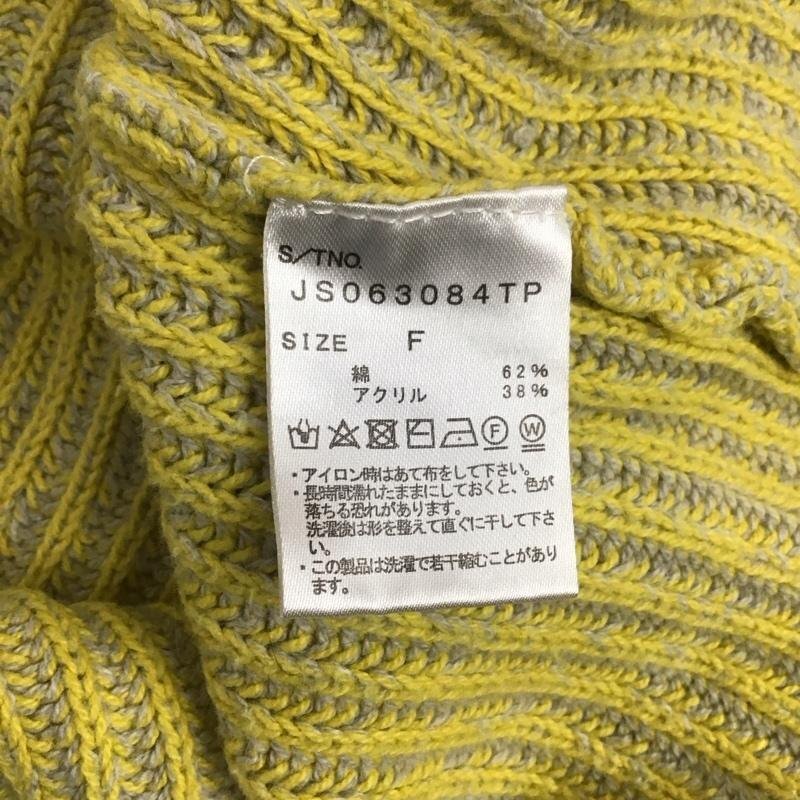 S/TNO.
JS063084TP
SIZE F
綿 62%
アクリル 38%
F W
・アイロン時はあて布をして下さい。
・長時間濡れたままにしておくと、色が
落ちる恐れがあります。
洗濯後は形を整えて直ぐに干して下さ
い。
・この製品は洗濯で若干縮むことがあり
ます。